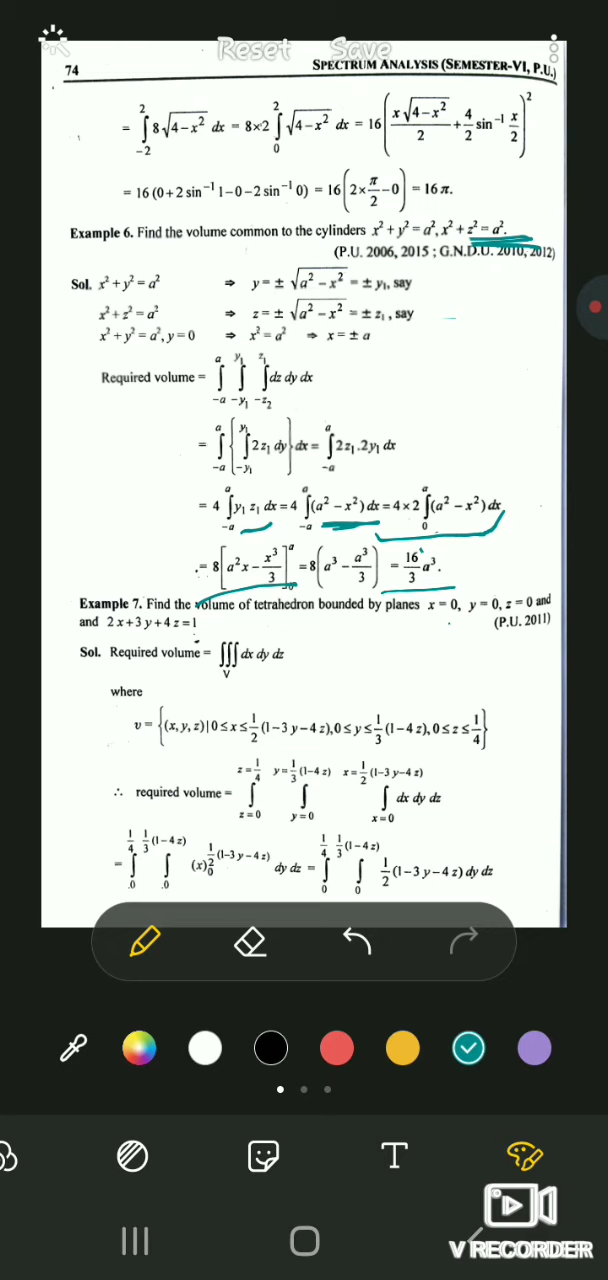 Reset Save
74 SPECTRUM ANALYSIS (SEMESTER-VI, P.U.)
= ∫_{-2}^{2} 8√(4−x²) dx = 8×2 ∫_{0}^{2} √(4−x²) dx = 16 ( x√(4−x²)/2 + 4/2 sin⁻¹ x/2 )²
= 16 (0+2 sin⁻¹ 1−0−2 sin⁻¹ 0) = 16 ( 2×π/2 −0 ) = 16 π.
Example 6. Find the volume common to the cylinders x² + y² = a², x² + z² = a².
(P.U. 2006, 2015 ; G.N.D.U. 2010, 2012)
Sol. x² + y² = a² ⇒ y = ± √(a² − x²) = ± y₁, say
x² + z² = a² ⇒ z = ± √(a² − x²) = ± z₁, say
x² + y² = a², y = 0 ⇒ x² = a² ⇒ x = ± a
Required volume = ∫_{-a}^{a} ∫_{-y₁}^{y₁} ∫_{-z₂}^{z₁} dz dy dx
= ∫_{-a}^{a} { ∫_{-y₁}^{y₁} 2 z₁ dy } dx = ∫_{-a}^{a} 2z₁ . 2y₁ dx
= 4 ∫_{-a}^{a} y₁ z₁ dx = 4 ∫_{-a}^{a} (a² − x²) dx = 4 × 2 ∫_{0}^{a} (a² − x²) dx
= 8 [ a²x − x³/3 ]_{0}^{a} = 8 ( a³ − a³/3 ) = 16/3 a³.
Example 7. Find the volume of tetrahedron bounded by planes x = 0, y = 0, z = 0 and
and 2x+3y+4z=1 (P.U. 2011)
Sol. Required volume = ∭_V dx dy dz
where
v = { (x, y, z) | 0 ≤ x ≤ 1/2 (1−3y−4z), 0 ≤ y ≤ 1/3 (1−4z), 0 ≤ z ≤ 1/4 }
∴ required volume = ∫_{z=0}^{z=1/4} ∫_{y=0}^{y=1/3 (1−4z)} ∫_{x=0}^{x=1/2 (1−3y−4z)} dx dy dz
= ∫_{0}^{1/4} ∫_{0}^{1/3 (1−4z)} (x)_{0}^{1/2 (1−3y−4z)} dy dz = ∫_{0}^{1/4} ∫_{0}^{1/3 (1−4z)} 1/2 (1−3y−4z) dy dz
T
V RECORDER